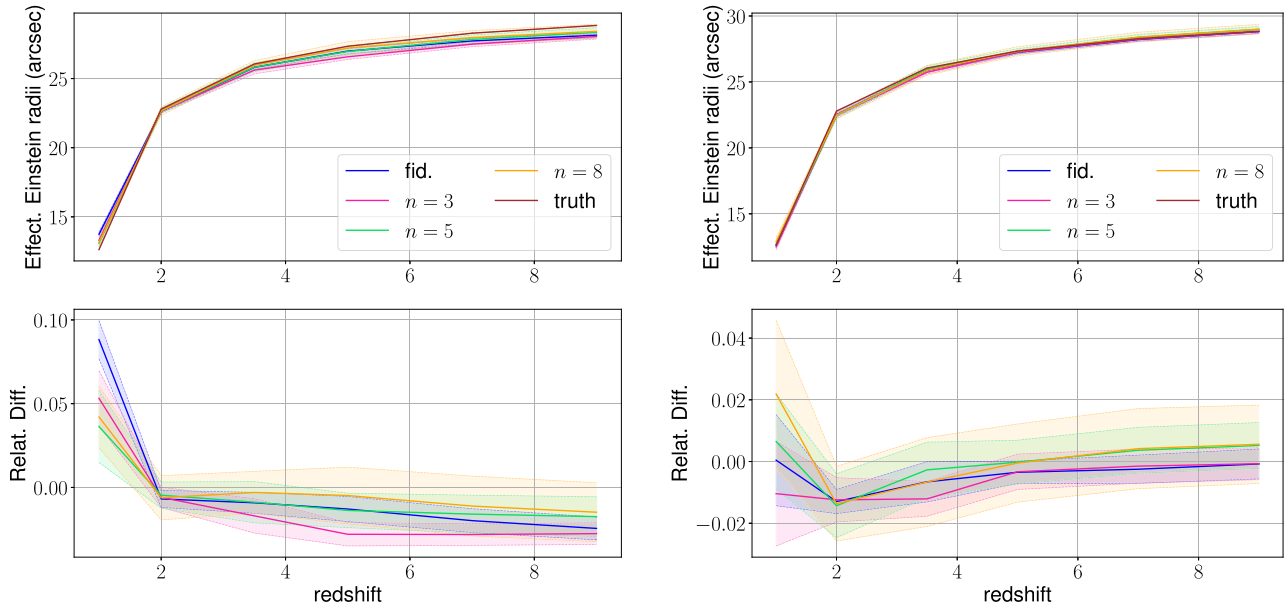 Effect. Einstein radii (arcsec)
25
20
15
fid.
n = 3
n = 5
n = 8
truth
2
4
6
8
Effect. Einstein radii (arcsec)
30
25
20
15
fid.
n = 3
n = 5
n = 8
truth
2
4
6
8
Relat. Diff.
0.10
0.05
0.00
2
4
6
8
redshift
Relat. Diff.
0.04
0.02
0.00
−0.02
2
4
6
8
redshift